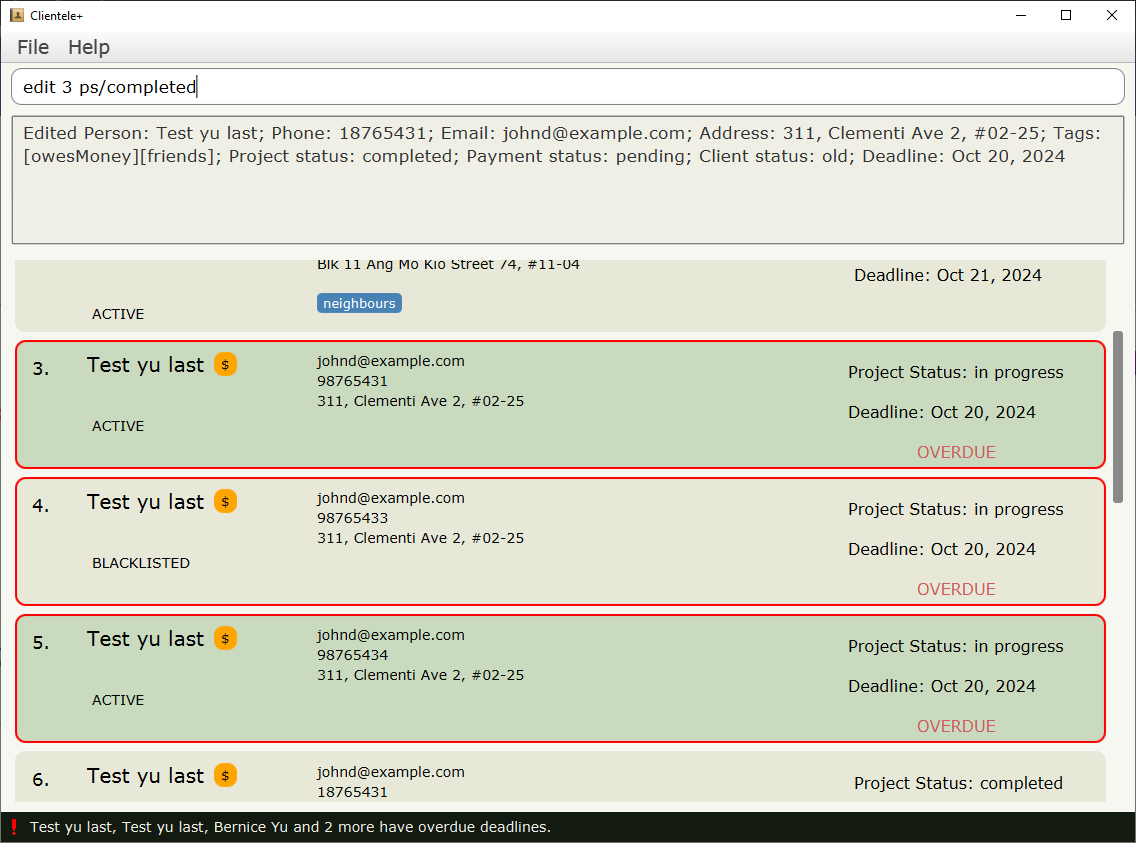 Clientele+
File Help
edit 3 ps/completed
Edited Person: Test yu last; Phone: 18765431; Email: johnd@example.com; Address: 311, Clementi Ave 2, #02-25; Tags:
[owesMoney][friends]; Project status: completed; Payment status: pending; Client status: old; Deadline: Oct 20, 2024
Blk 11 Ang Mo Kio Street 74, #11-04
Deadline: Oct 21, 2024
neighbours
ACTIVE
3. Test yu last $
johnd@example.com
98765431
311, Clementi Ave 2, #02-25
ACTIVE
Project Status: in progress
Deadline: Oct 20, 2024
OVERDUE
4. Test yu last $
johnd@example.com
98765433
311, Clementi Ave 2, #02-25
BLACKLISTED
Project Status: in progress
Deadline: Oct 20, 2024
OVERDUE
5. Test yu last $
johnd@example.com
98765434
311, Clementi Ave 2, #02-25
ACTIVE
Project Status: in progress
Deadline: Oct 20, 2024
OVERDUE
6. Test yu last $
johnd@example.com
18765431
Project Status: completed
! Test yu last, Test yu last, Bernice Yu and 2 more have overdue deadlines.